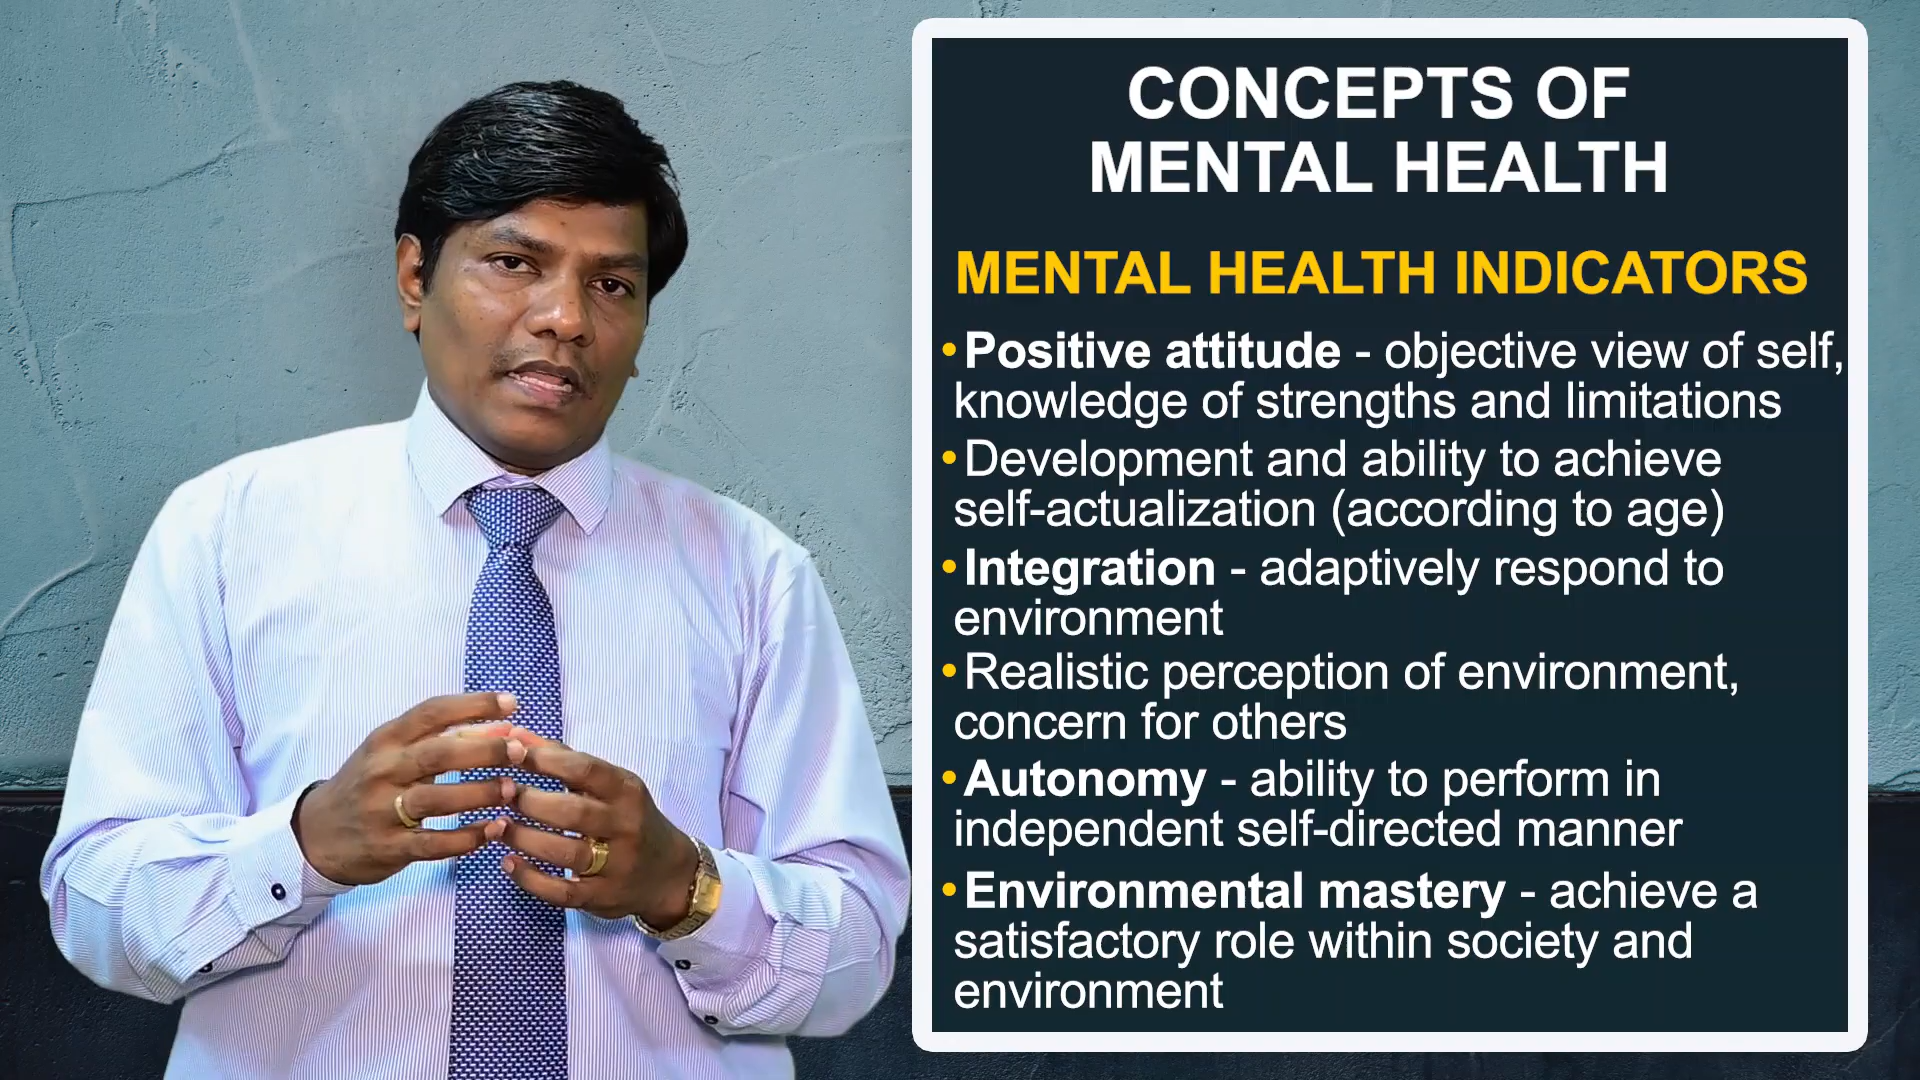 CONCEPTS OF
MENTAL HEALTH
MENTAL HEALTH INDICATORS
•Positive attitude - objective view of self,
knowledge of strengths and limitations
•Development and ability to achieve
self-actualization (according to age)
•Integration - adaptively respond to
environment
•Realistic perception of environment,
concern for others
•Autonomy - ability to perform in
independent self-directed manner
•Environmental mastery - achieve a
satisfactory role within society and
environment